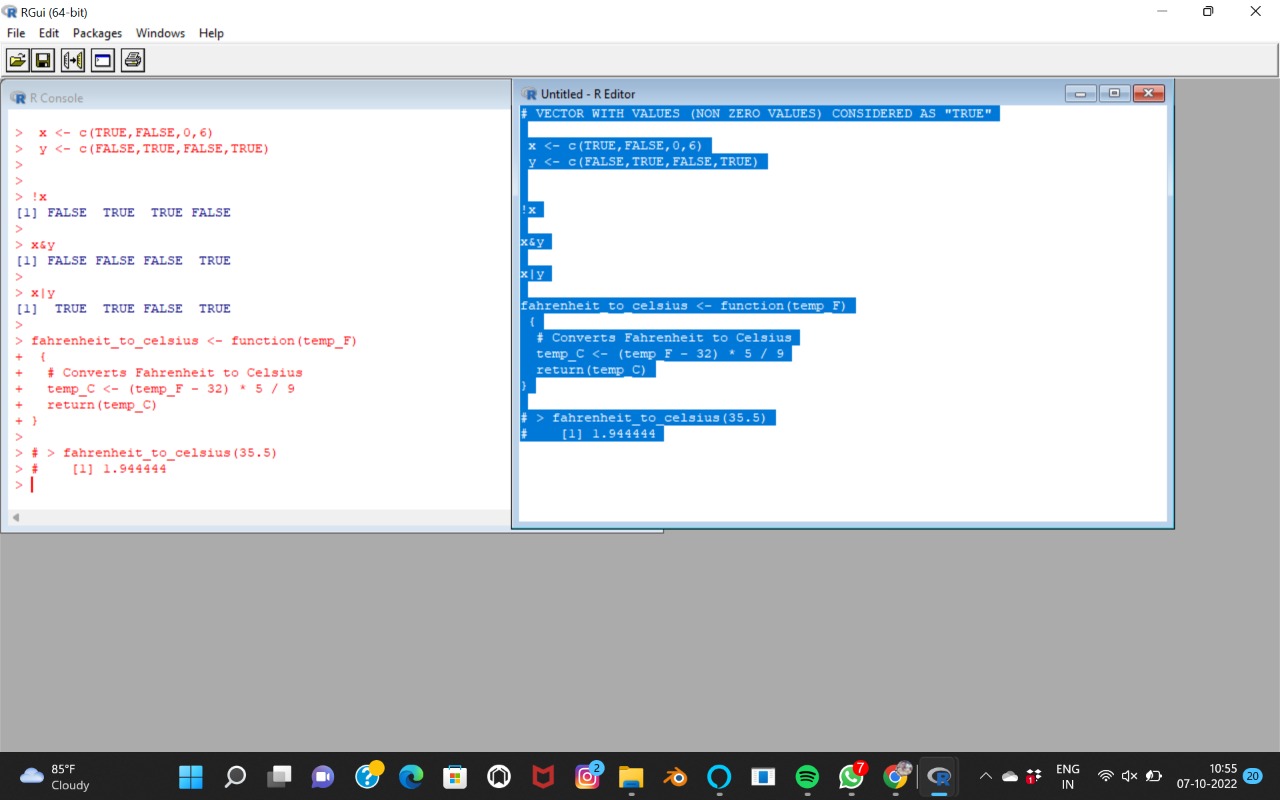 RGui (64-bit)
File Edit Packages Windows Help
R Console
>  x <- c(TRUE,FALSE,0,6)
>  y <- c(FALSE,TRUE,FALSE,TRUE)
>
>
> !x
[1] FALSE  TRUE  TRUE FALSE
>
> x&y
[1] FALSE FALSE FALSE  TRUE
>
> x|y
[1]  TRUE  TRUE FALSE  TRUE
>
> fahrenheit_to_celsius <- function(temp_F)
+  {
+   # Converts Fahrenheit to Celsius
+   temp_C <- (temp_F - 32) * 5 / 9
+   return(temp_C)
+ }
>
> # > fahrenheit_to_celsius(35.5)
> #    [1] 1.944444
>
Untitled - R Editor
# VECTOR WITH VALUES (NON ZERO VALUES) CONSIDERED AS "TRUE"
 x <- c(TRUE,FALSE,0,6)
 y <- c(FALSE,TRUE,FALSE,TRUE)
!x
x&y
x|y
fahrenheit_to_celsius <- function(temp_F)
 {
  # Converts Fahrenheit to Celsius
  temp_C <- (temp_F - 32) * 5 / 9
  return(temp_C)
}
# > fahrenheit_to_celsius(35.5)
#    [1] 1.944444
85°F
Cloudy
2
7
1
ENG
IN
10:55
07-10-2022
20